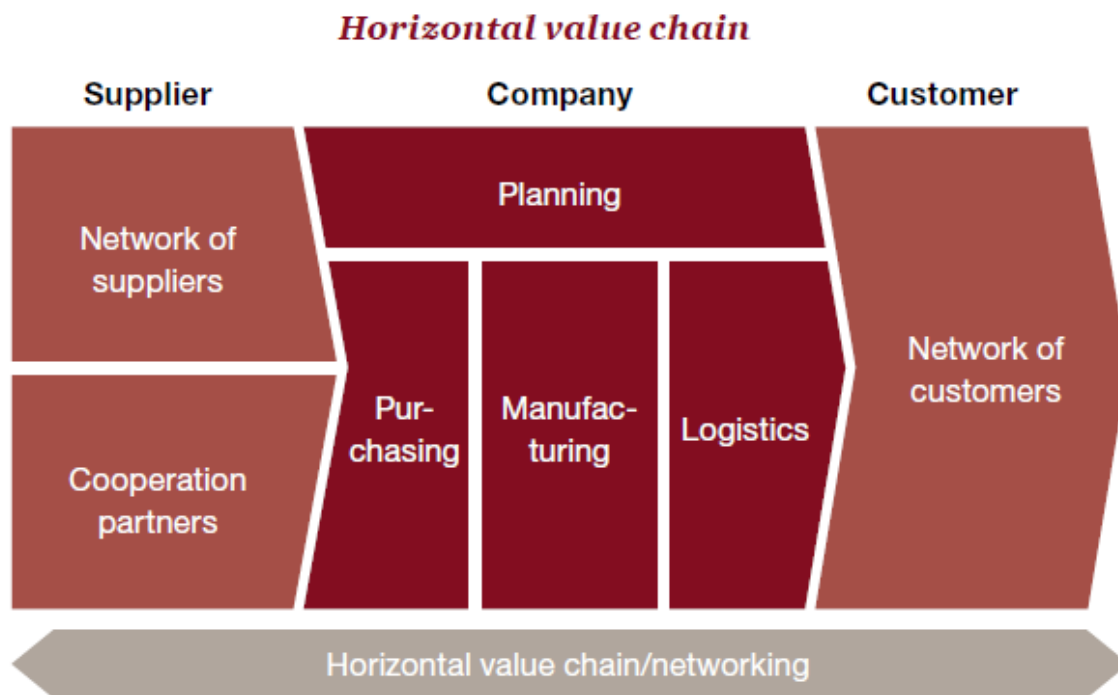 Horizontal value chain
Supplier
Company
Customer
Planning
Network of
suppliers
Cooperation
partners
Pur-
chasing
Manufac-
turing
Logistics
Network of
customers
Horizontal value chain/networking